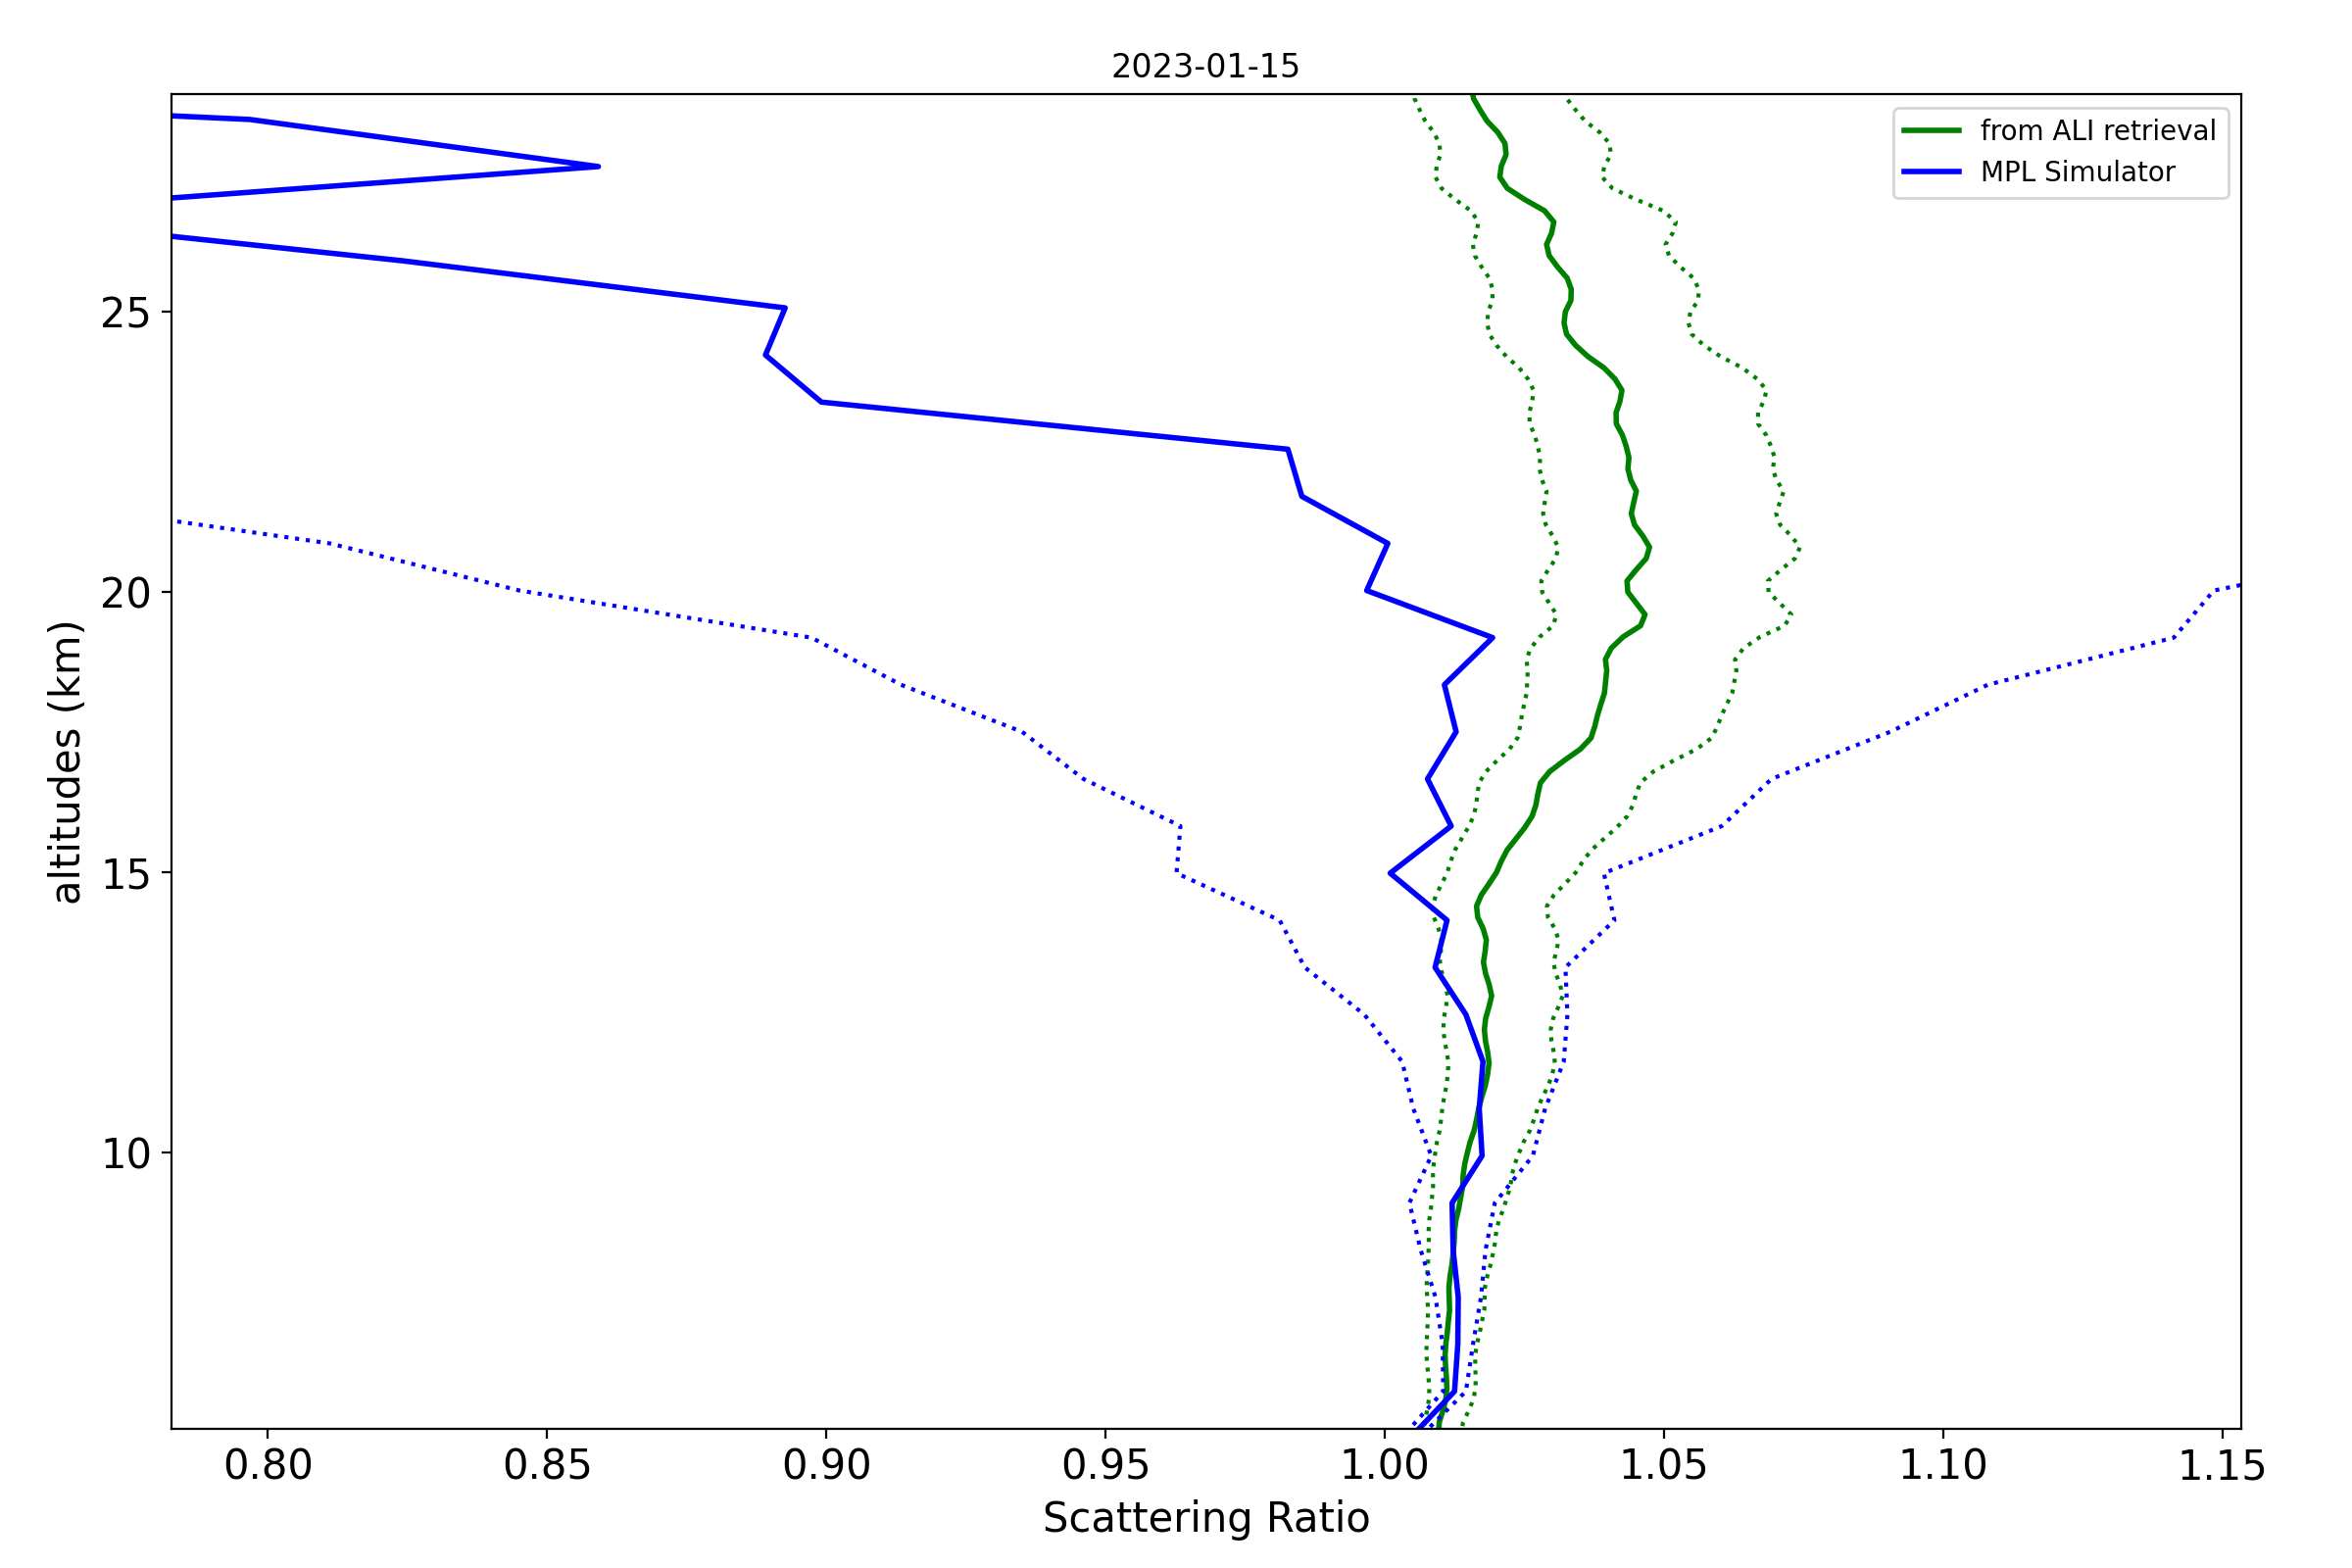 2023-01-15
from ALI retrieval
MPL Simulator
altitudes (km)
25
20
15
10
0.80 0.85 0.90 0.95 1.00 1.05 1.10 1.15
Scattering Ratio